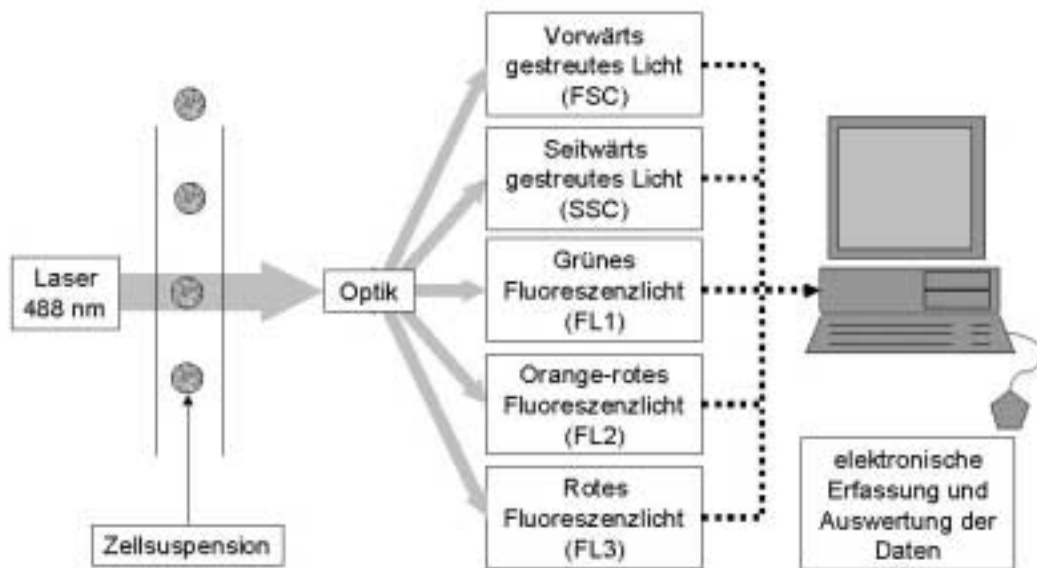 Laser
488 nm
Zellsuspension
Optik
Vorwärts
gestreutes Licht
(FSC)
Seitwärts
gestreutes Licht
(SSC)
Grünes
Fluoreszenzlicht
(FL1)
Orange-rotes
Fluoreszenzlicht
(FL2)
Rotes
Fluoreszenzlicht
(FL3)
elektronische
Erfassung und
Auswertung der
Daten